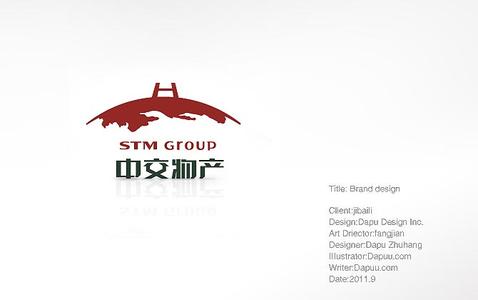 STM GROUP
中交物产
Title: Brand design
Client:jibaili
Design:Dapu Design Inc.
Art Driector:fangjian
Designer:Dapu Zhuhang
Illustrator:Dapuu.com
Writer:Dapuu.com
Date:2011.9